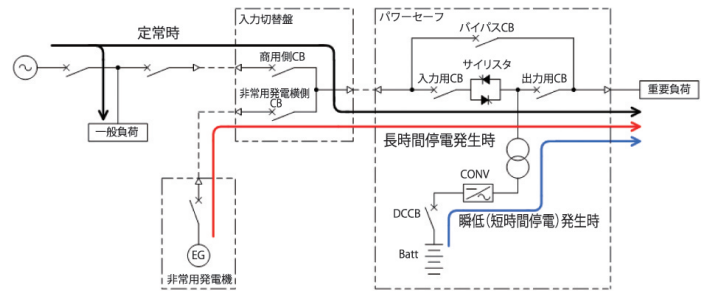 入力切替盤
パワーセーフ
定常時
バイパスCB
商用側CB
サイリスタ
入力用CB
出力用CB
非常用発電横側
CB
重要負荷
一般負荷
長時間停電発生時
CONV
DCCB
瞬低(短時間停電)発生時
EG
Batt
非常用発電機